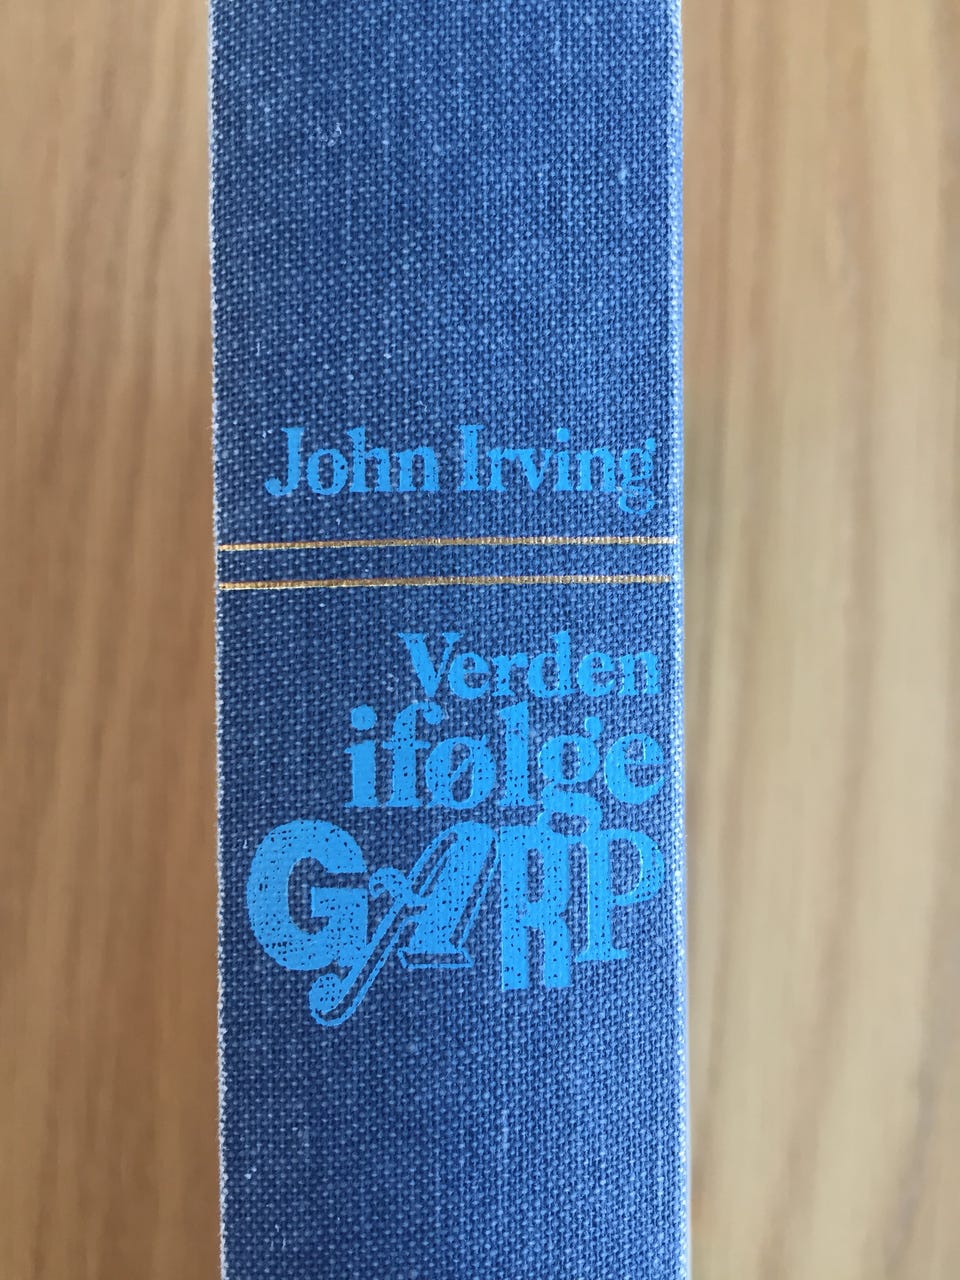 John Irving
Verden
ifølge
GARP